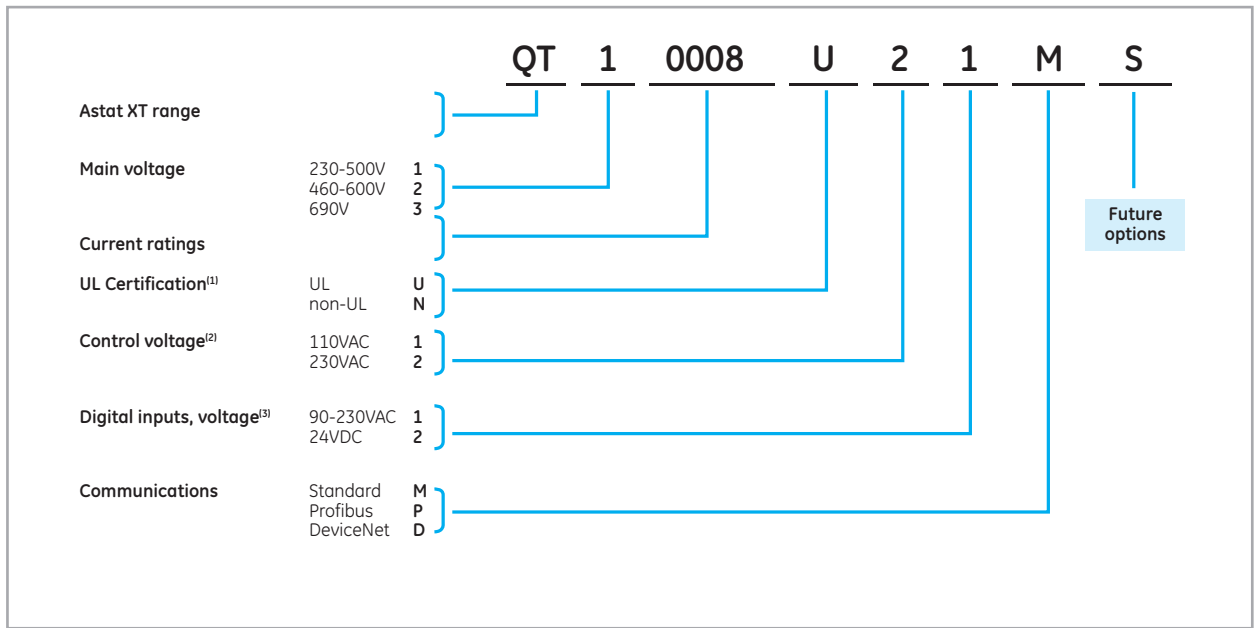 QT 1 0008 U 2 1 M S
Astat XT range
Main voltage 230-500V 1
460-600V 2
690V 3
Current ratings
Future
options
UL Certification(1) UL U
non-UL N
Control voltage(2) 110VAC 1
230VAC 2
Digital inputs, voltage(3) 90-230VAC 1
24VDC 2
Communications Standard M
Profibus P
DeviceNet D